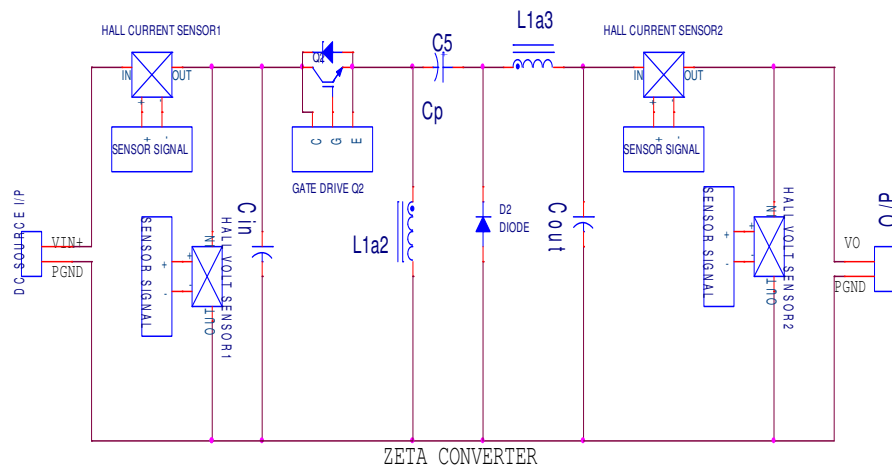 L1a3
HALL CURRENT SENSOR1
C5
HALL CURRENT SENSOR2
Q4
IN
OUT
IN
OUT
+ -
Cp
+ -
+ -
SENSOR SIGNAL
C
G
E
+ -
SENSOR SIGNAL
GATE DRIVE Q2
D2
DIODE
L1a2
Cin
Cout
DC SOURCE I/P
VIN+
PGND
SENSOR SIGNAL
+ -
+ -
IN
OUT
HALL VOLT SENSOR1
SENSOR SIGNAL
+ -
+ -
IN
OUT
HALL VOLT SENSOR2
VO
PGND
O/P
ZETA CONVERTER